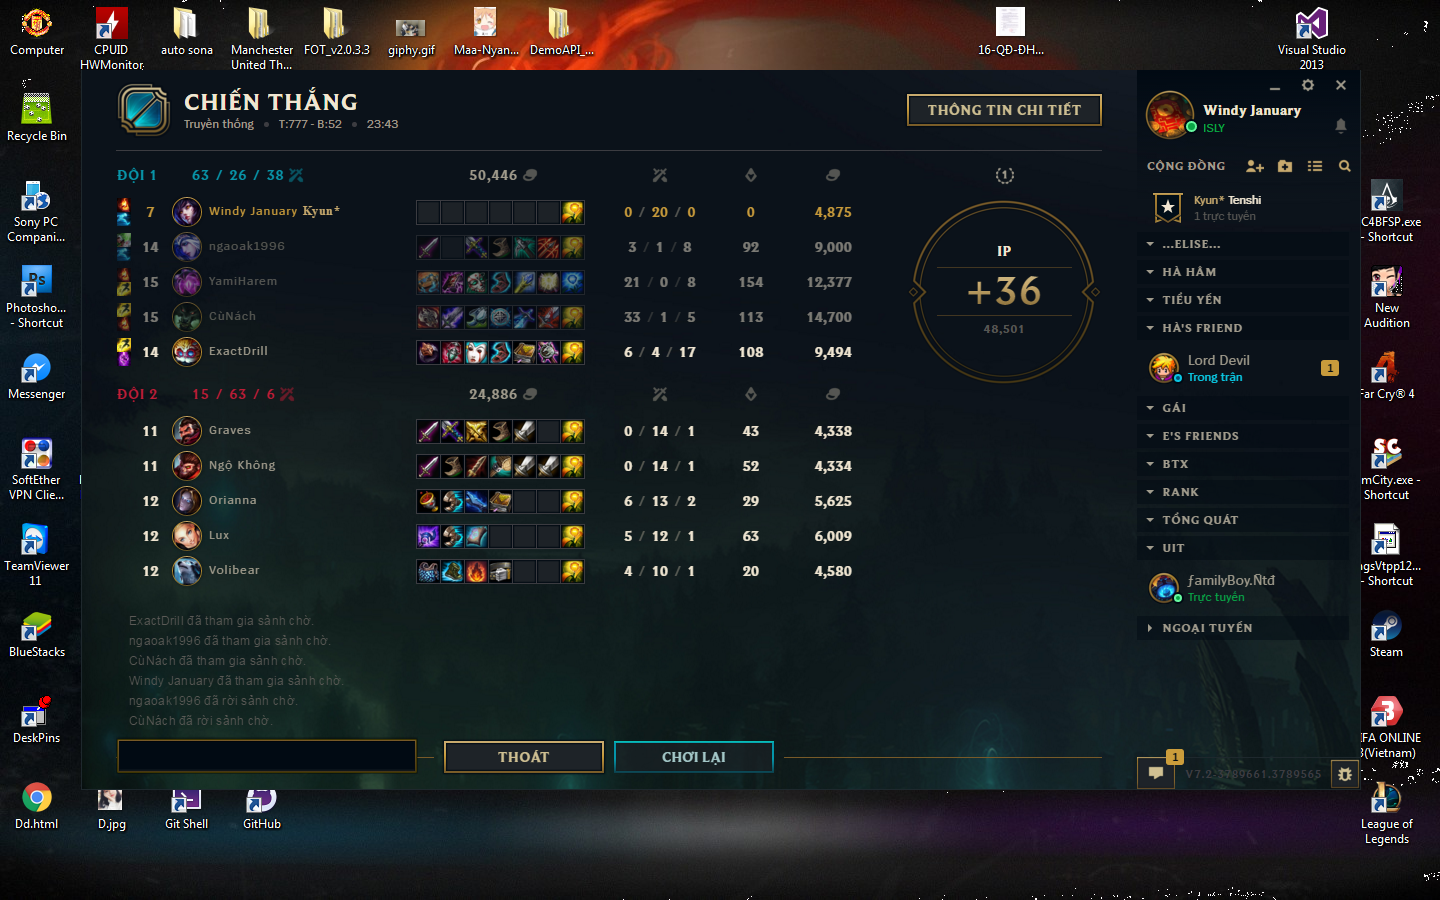 Computer
CPUID
HWMonitor
auto sona
Manchester
United Th...
FOT_v2.0.3.3
giphy.gif
Maa-Nyan...
DemoAPI_...
16-QĐ-ĐH...
Visual Studio
2013
Recycle Bin
Sony PC
Compani...
Photosho...
- Shortcut
Messenger
SoftEther
VPN Clie...
TeamViewer
11
BlueStacks
DeskPins
Dd.html
D.jpg
Git Shell
GitHub
CHIẾN THẮNG
Truyền thống • T:777 - B:52 • 23:43
THÔNG TIN CHI TIẾT
ĐỘI 1 63 / 26 / 38 50,446
7 Windy January Kyun* 0 / 20 / 0 0 4,875
14 ngaoak1996 3 / 1 / 8 92 9,000
15 YamiHarem 21 / 0 / 8 154 12,377
15 CùNách 33 / 1 / 5 113 14,700
14 ExactDrill 6 / 4 / 17 108 9,494
ĐỘI 2 15 / 63 / 6 24,886
11 Graves 0 / 14 / 1 43 4,338
11 Ngộ Không 0 / 14 / 1 52 4,334
12 Orianna 6 / 13 / 2 29 5,625
12 Lux 5 / 12 / 1 63 6,009
12 Volibear 4 / 10 / 1 20 4,580
1
IP
+36
48,501
ExactDrill đã tham gia sảnh chờ.
ngaoak1996 đã tham gia sảnh chờ.
CùNách đã tham gia sảnh chờ.
Windy January đã tham gia sảnh chờ.
ngaoak1996 đã rời sảnh chờ.
CùNách đã rời sảnh chờ.
THOÁT
CHƠI LẠI
Windy January
ISLY
CỘNG ĐỒNG
Kyun* Tenshi
1 trực tuyến
...ELISE...
HÀ HÂM
TIỂU YẾN
HÀ'S FRIEND
Lord Devil
Trong trận
1
GÁI
E'S FRIENDS
BTX
RANK
TỔNG QUÁT
UIT
ƒamilyBoy.Ñtđ
Trực tuyến
NGOẠI TUYẾN
1
V7.2-3789661.3789565
C4BFSP.exe
- Shortcut
New
Audition
Far Cry® 4
mCity.exe -
Shortcut
ngsVtpp12...
- Shortcut
Steam
IFA ONLINE
3(Vietnam)
League of
Legends